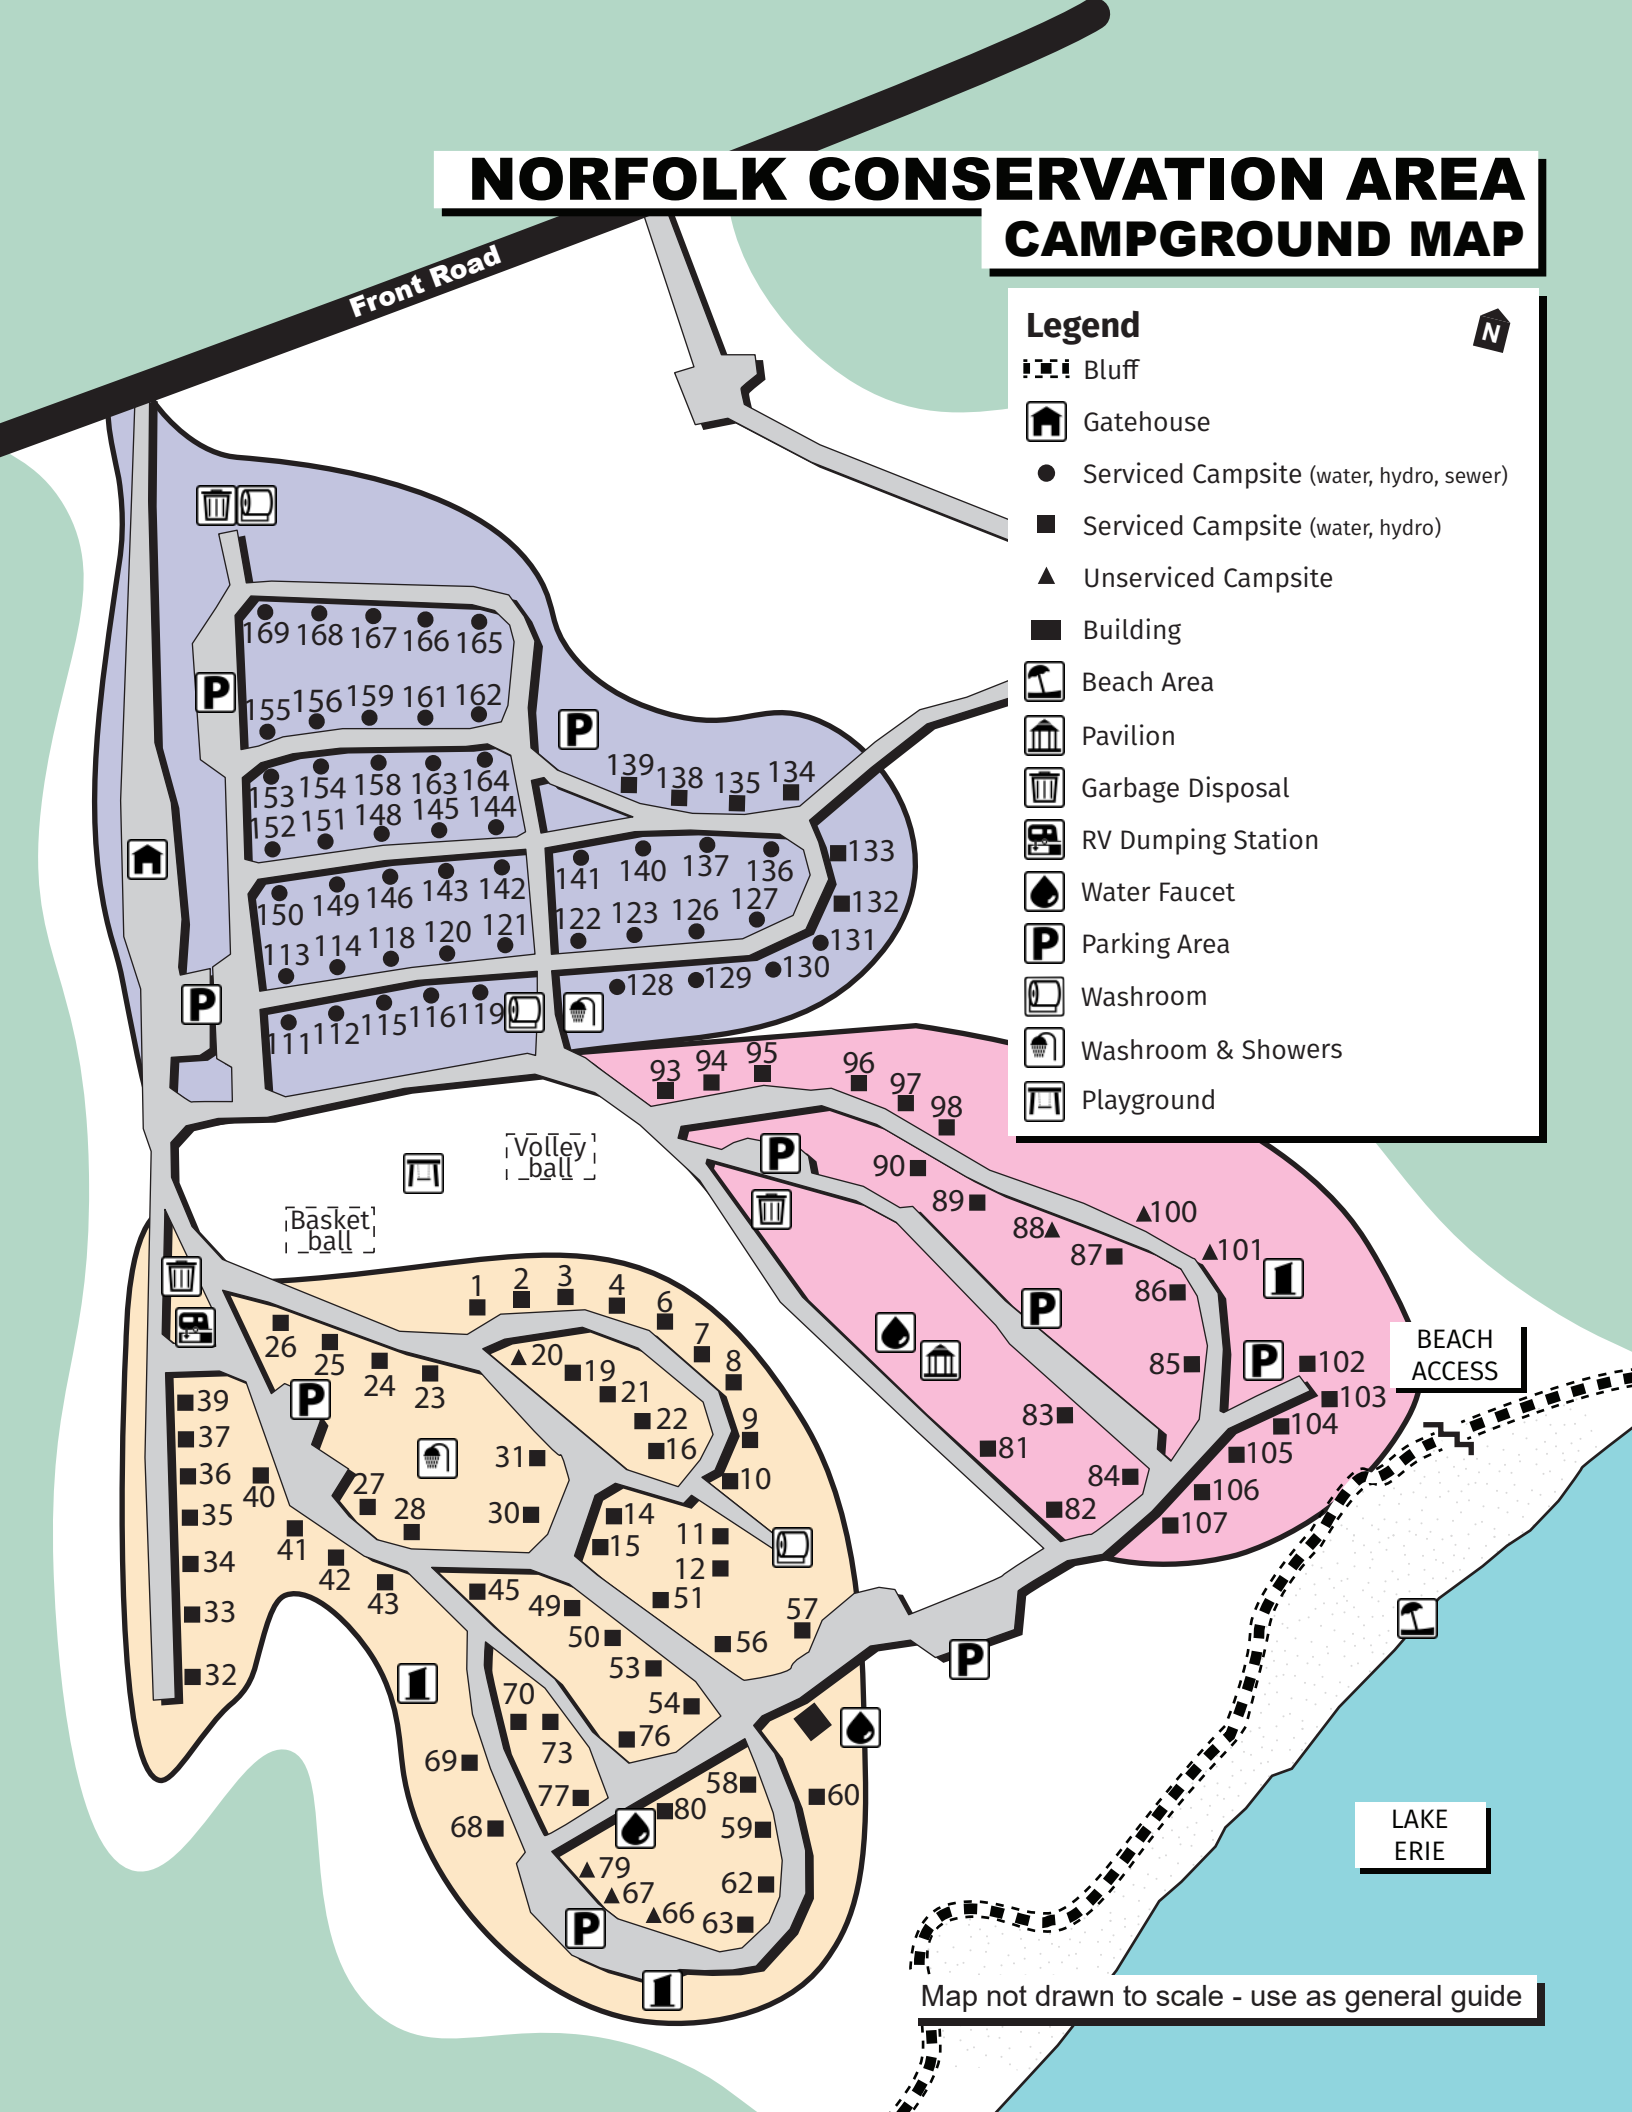 NORFOLK CONSERVATION AREA
CAMPGROUND MAP
Front Road
Legend
N
Bluff
Gatehouse
Serviced Campsite (water, hydro, sewer)
Serviced Campsite (water, hydro)
Unserviced Campsite
Building
Beach Area
Pavilion
Garbage Disposal
RV Dumping Station
Water Faucet
P Parking Area
Washroom
Washroom & Showers
Playground
169 168 167 166 165
P
155 156 159 161 162
P
139 138 135 134
153 154 158 163 164
152 151 148 145 144
133
141 140 137 136
150 149 146 143 142
132
122 123 126 127
113 114 118 120 121
131
128 129 130
P
111 112 115 116 119
93 94 95 96 97 98
P
90
89
88
87
86
85
100
101
Volley
ball
Basket
ball
P
P
102
103
104
105
106
107
83
81
84
82
BEACH
ACCESS
1 2 3 4 6 7 8 9 10
26 25 24 23
20
19
21
22
16
P
39
37
36
35
34
33
32
40
41
42
43
27
28
31
30
14
15
11
12
51
57
56
45
49
50
53
54
76
P
70
73
77
69
68
58
80
59
60
79
67
66
62
63
P
LAKE
ERIE
Map not drawn to scale - use as general guide